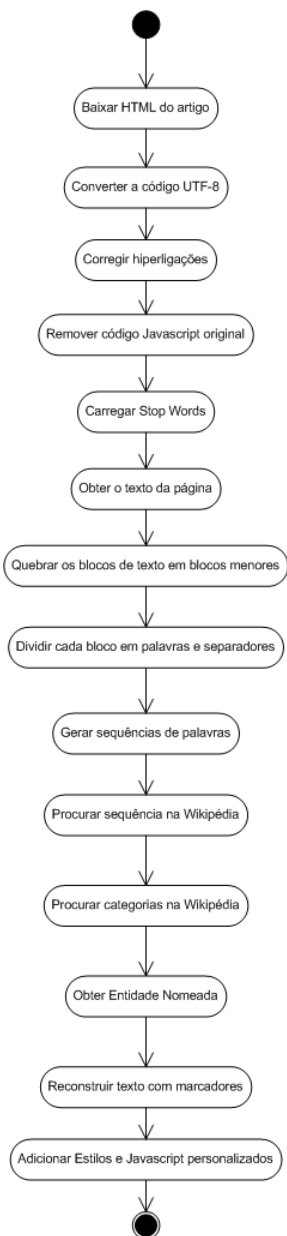 Baixar HTML do artigo
Converter a código UTF-8
Corregir hiperligações
Remover código Javascript original
Carregar Stop Words
Obter o texto da página
Quebrar os blocos de texto em blocos menores
Dividir cada bloco em palavras e separadores
Gerar sequências de palavras
Procurar sequência na Wikipédia
Procurar categorias na Wikipédia
Obter Entidade Nomeada
Reconstruir texto com marcadores
Adicionar Estilos e Javascript personalizados